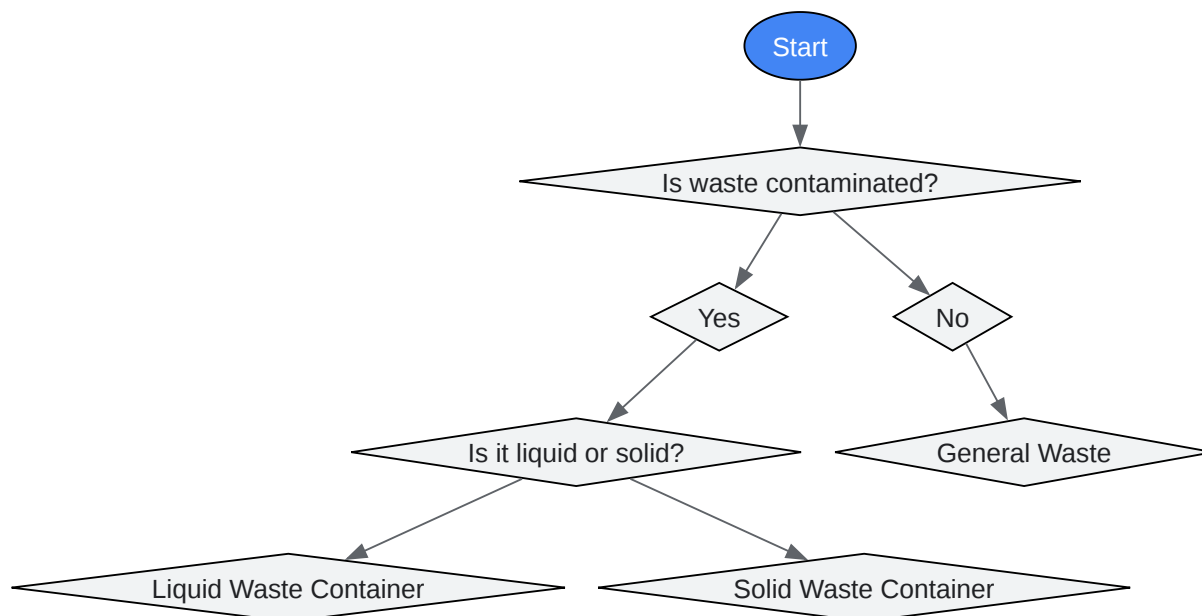 Start
Is waste contaminated?
Yes
No
Is it liquid or solid?
General Waste
Liquid Waste Container
Solid Waste Container